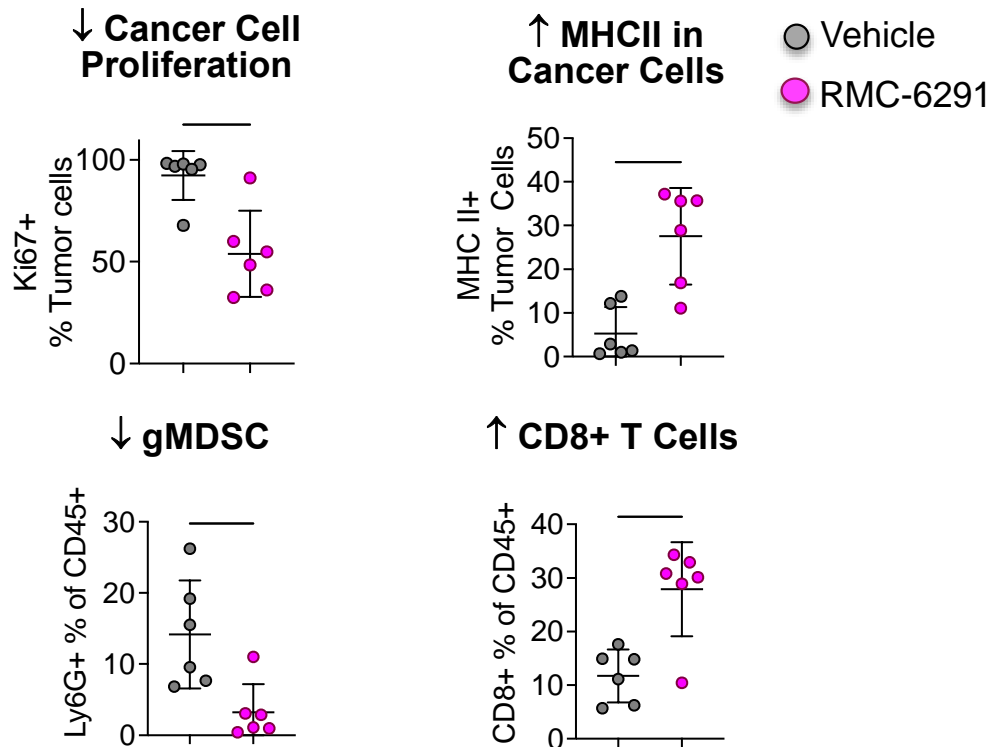 ↓ Cancer Cell
Proliferation
Ki67+
% Tumor cells
100
50
0
↑ MHCII in
Cancer Cells
MHC II+
% Tumor Cells
50
40
30
20
10
0
Vehicle
RMC-6291
↓ gMDSC
Ly6G+ % of CD45+
30
20
10
0
↑ CD8+ T Cells
CD8+ % of CD45+
40
30
20
10
0